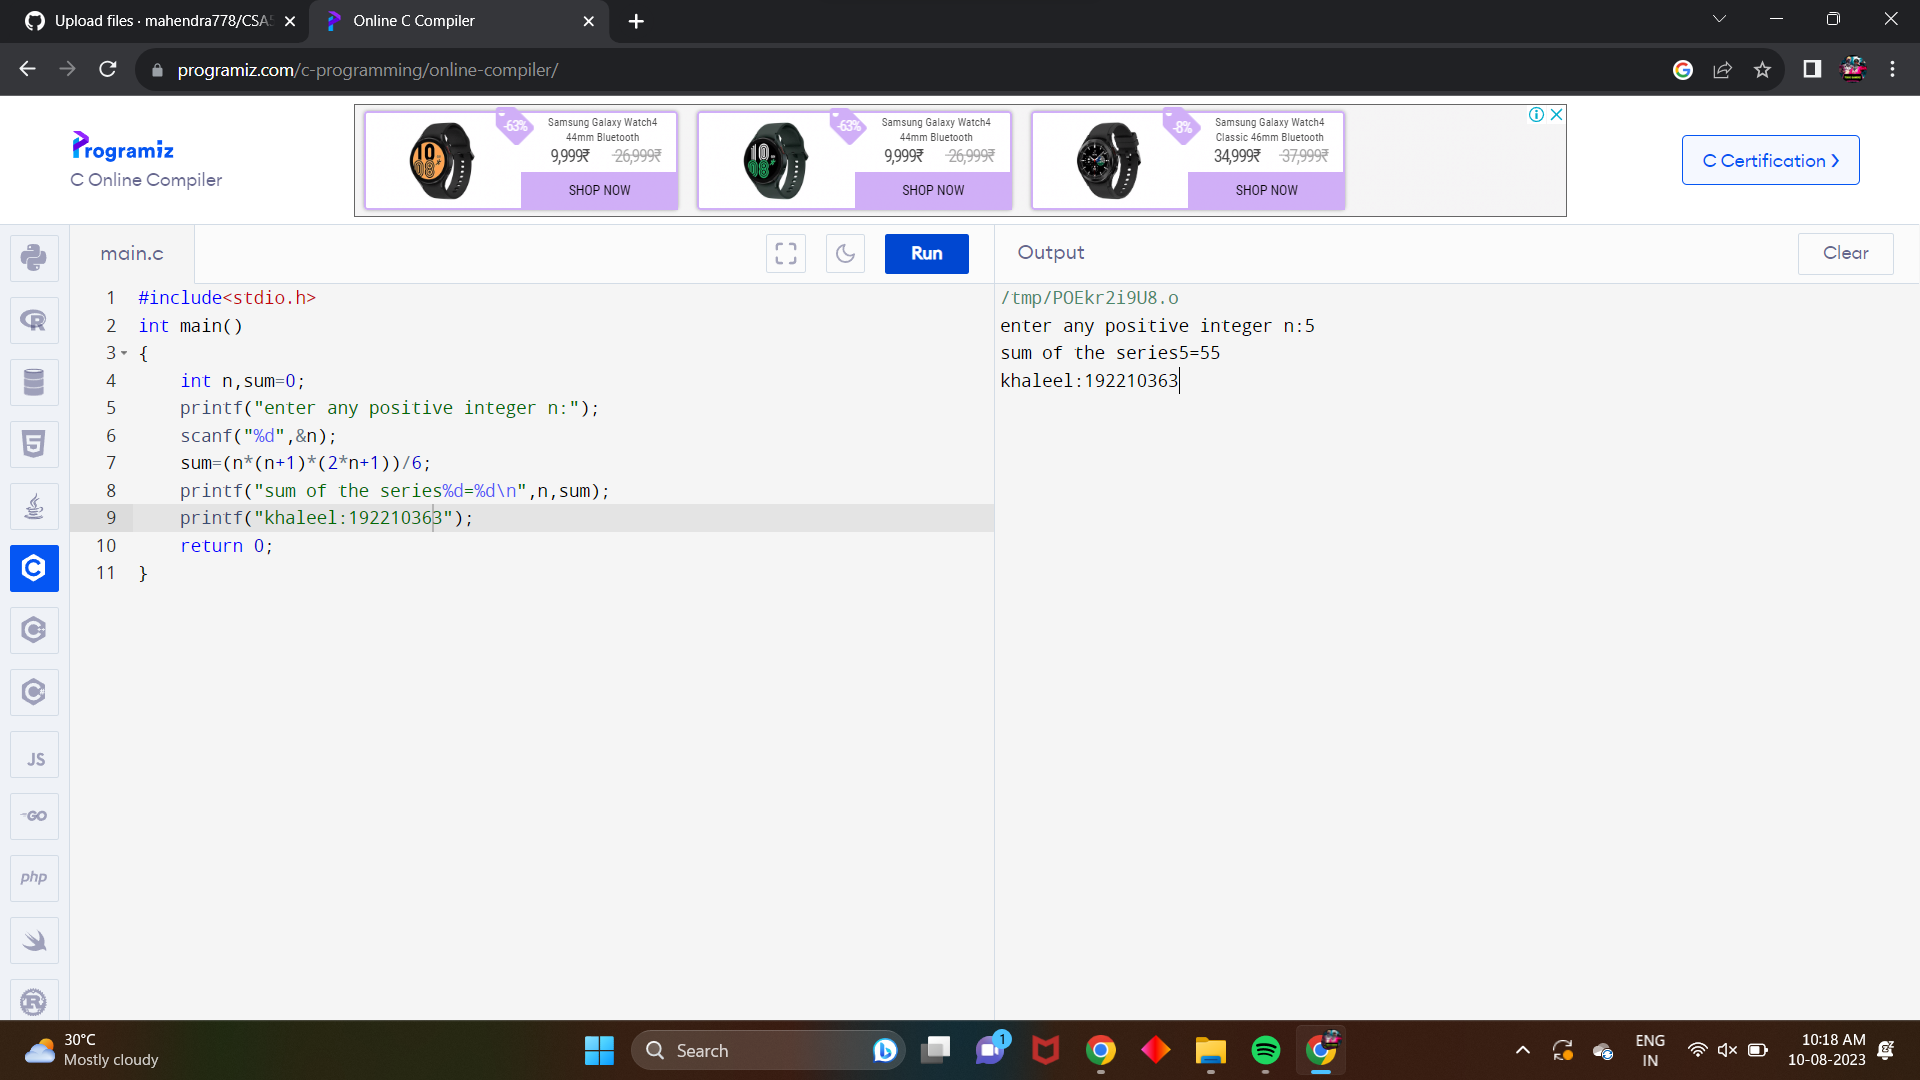 Upload files · mahendra778/CSAS
Online C Compiler
programiz.com/c-programming/online-compiler/
Programiz
C Online Compiler
-63%
Samsung Galaxy Watch4
44mm Bluetooth
9,999₹ 26,999₹
SHOP NOW
-63%
Samsung Galaxy Watch4
44mm Bluetooth
9,999₹ 26,999₹
SHOP NOW
-8%
Samsung Galaxy Watch4
Classic 46mm Bluetooth
34,999₹ 37,999₹
SHOP NOW
C Certification >
main.c
Run
Output
Clear
1 #include<stdio.h>
2 int main()
3 {
4 int n,sum=0;
5 printf("enter any positive integer n:");
6 scanf("%d",&n);
7 sum=(n*(n+1)*(2*n+1))/6;
8 printf("sum of the series%d=%d\n",n,sum);
9 printf("khaleel:192210363");
10 return 0;
11 }
/tmp/POEkr2i9U8.o
enter any positive integer n:5
sum of the series5=55
khaleel:192210363
JS
GO
php
30°C
Mostly cloudy
Search
1
ENG
IN
10:18 AM
10-08-2023